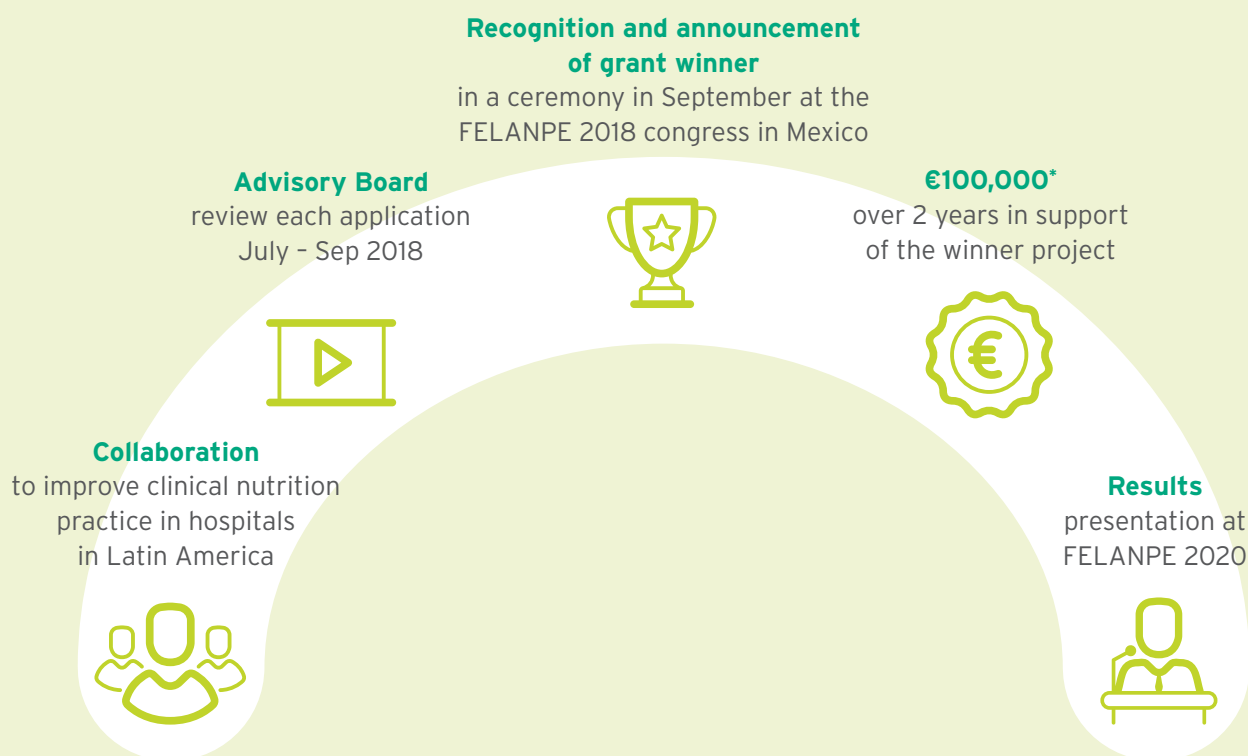 Recognition and announcement
of grant winner
in a ceremony in September at the
FELANPE 2018 congress in Mexico
Advisory Board
review each application
July – Sep 2018
€100,000*
over 2 years in support
of the winner project
€
Collaboration
to improve clinical nutrition
practice in hospitals
in Latin America
Results
presentation at
FELANPE 2020